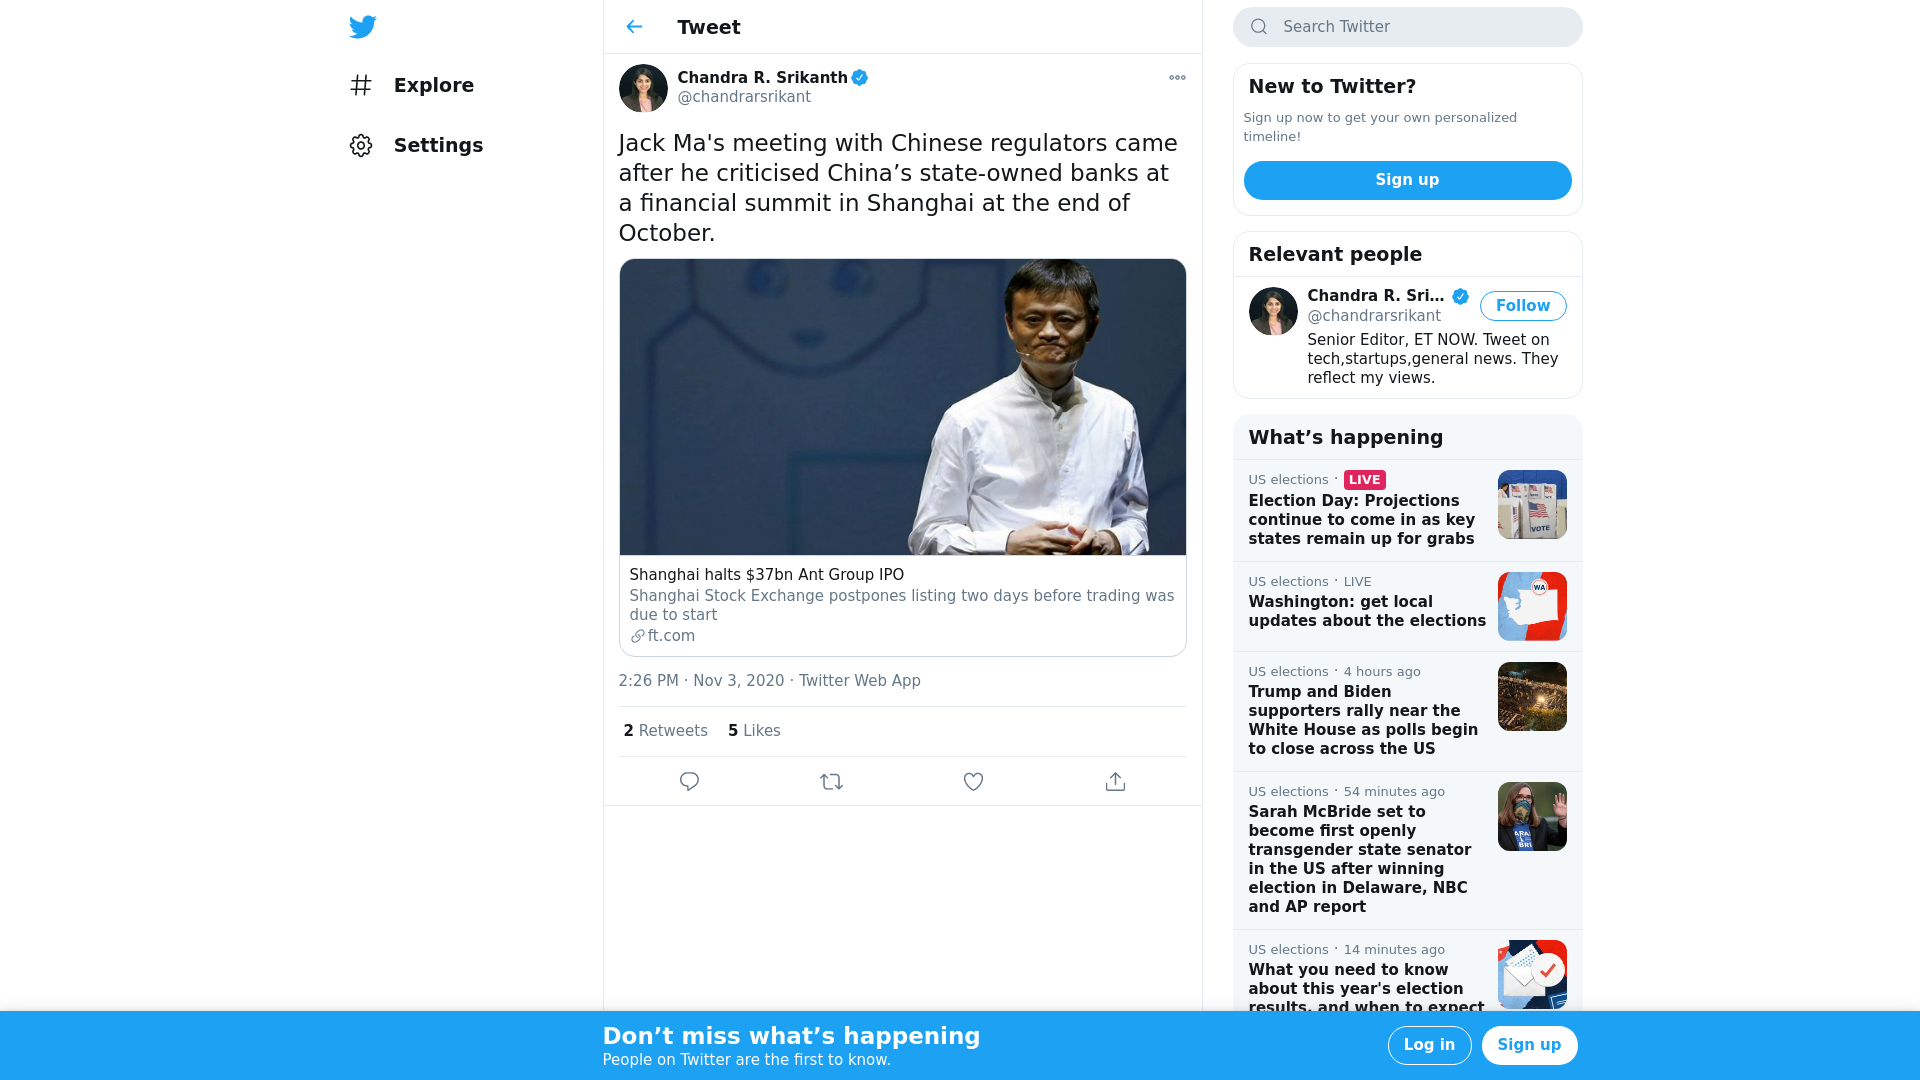 Explore
Settings
Tweet
Chandra R. Srikanth
@chandrarsrikant
Jack Ma's meeting with Chinese regulators came
after he criticised China’s state-owned banks at
a financial summit in Shanghai at the end of
October.
Shanghai halts $37bn Ant Group IPO
Shanghai Stock Exchange postpones listing two days before trading was
due to start
ft.com
2:26 PM · Nov 3, 2020 · Twitter Web App
2 Retweets 5 Likes
Search Twitter
New to Twitter?
Sign up now to get your own personalized
timeline!
Sign up
Relevant people
Chandra R. Sri...
@chandrarsrikant
Follow
Senior Editor, ET NOW. Tweet on
tech,startups,general news. They
reflect my views.
What’s happening
US elections · LIVE
Election Day: Projections
continue to come in as key
states remain up for grabs
VOTE
US elections · LIVE
Washington: get local
updates about the elections
WA
US elections · 4 hours ago
Trump and Biden
supporters rally near the
White House as polls begin
to close across the US
US elections · 54 minutes ago
Sarah McBride set to
become first openly
transgender state senator
in the US after winning
election in Delaware, NBC
and AP report
US elections · 14 minutes ago
What you need to know
about this year's election
results, and when to expect
Don’t miss what’s happening
People on Twitter are the first to know.
Log in
Sign up